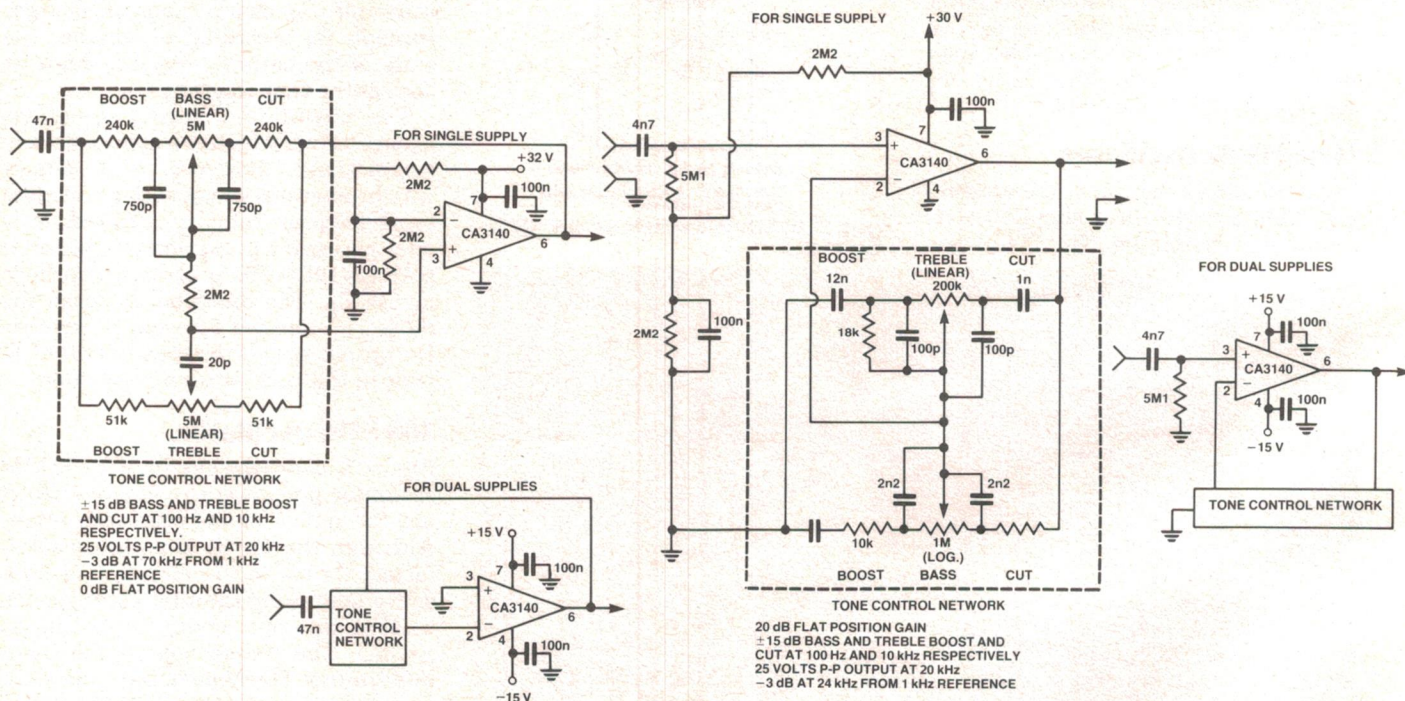 FOR SINGLE SUPPLY
+30 V
2M2
100n
4n7
3
+
7
CA3140
6
2
−
4
5M1
2M2
100n
BOOST
TREBLE
(LINEAR)
200k
CUT
12n
1n
18k
100p
100p
2n2
2n2
10k
1M
(LOG.)
BOOST
BASS
CUT
TONE CONTROL NETWORK
20 dB FLAT POSITION GAIN
±15 dB BASS AND TREBLE BOOST AND
CUT AT 100 Hz AND 10 kHz RESPECTIVELY
25 VOLTS P-P OUTPUT AT 20 kHz
−3 dB AT 24 kHz FROM 1 kHz REFERENCE
BOOST
BASS
(LINEAR)
5M
CUT
47n
240k
240k
750p
750p
2M2
20p
51k
5M
(LINEAR)
51k
BOOST
TREBLE
CUT
FOR SINGLE SUPPLY
+32 V
2M2
100n
7
2
−
2M2
CA3140
6
3
+
4
100n
TONE CONTROL NETWORK
±15 dB BASS AND TREBLE BOOST
AND CUT AT 100 Hz AND 10 kHz
RESPECTIVELY.
25 VOLTS P-P OUTPUT AT 20 kHz
−3 dB AT 70 kHz FROM 1 kHz
REFERENCE
0 dB FLAT POSITION GAIN
FOR DUAL SUPPLIES
+15 V
100n
7
3
+
CA3140
6
2
−
4
47n
TONE
CONTROL
NETWORK
100n
−15 V
FOR DUAL SUPPLIES
+15 V
100n
4n7
7
3
+
CA3140
6
2
−
4
5M1
100n
−15 V
TONE CONTROL NETWORK